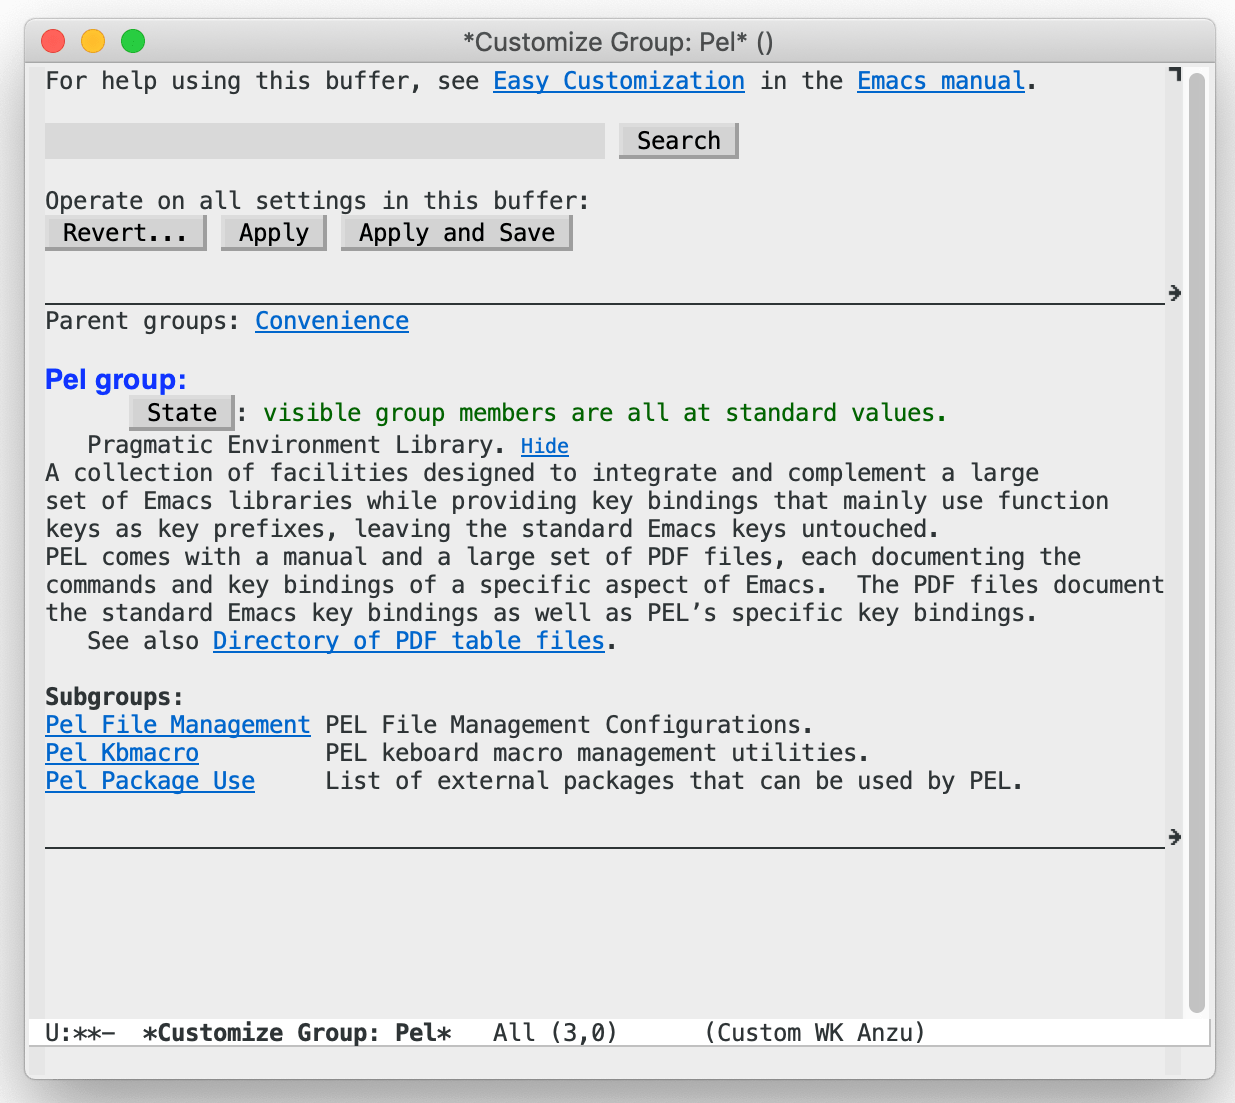 *Customize Group: Pel* ()
For help using this buffer, see Easy Customization in the Emacs manual.
Search
Operate on all settings in this buffer:
Revert... Apply Apply and Save
Parent groups: Convenience
Pel group:
State : visible group members are all at standard values.
Pragmatic Environment Library. Hide
A collection of facilities designed to integrate and complement a large
set of Emacs libraries while providing key bindings that mainly use function
keys as key prefixes, leaving the standard Emacs keys untouched.
PEL comes with a manual and a large set of PDF files, each documenting the
commands and key bindings of a specific aspect of Emacs.  The PDF files document
the standard Emacs key bindings as well as PEL’s specific key bindings.
See also Directory of PDF table files.
Subgroups:
Pel File Management PEL File Management Configurations.
Pel Kbmacro PEL keboard macro management utilities.
Pel Package Use List of external packages that can be used by PEL.
U:**- *Customize Group: Pel* All (3,0) (Custom WK Anzu)